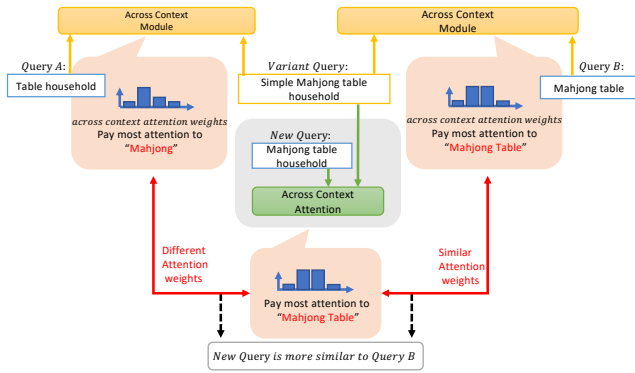 Across Context
Module
Across Context
Module
Query A:
Table household
Variant Query:
Simple Mahjong table
household
Query B:
Mahjong table
across context attention weights
Pay most attention to
“Mahjong”
across context attention weights
Pay most attention to
“Mahjong Table”
New Query:
Mahjong table
household
Across Context
Attention
Different
Attention
weights
Similar
Attention
weights
Pay most attention to
“Mahjong Table”
New Query is more similar to Query B